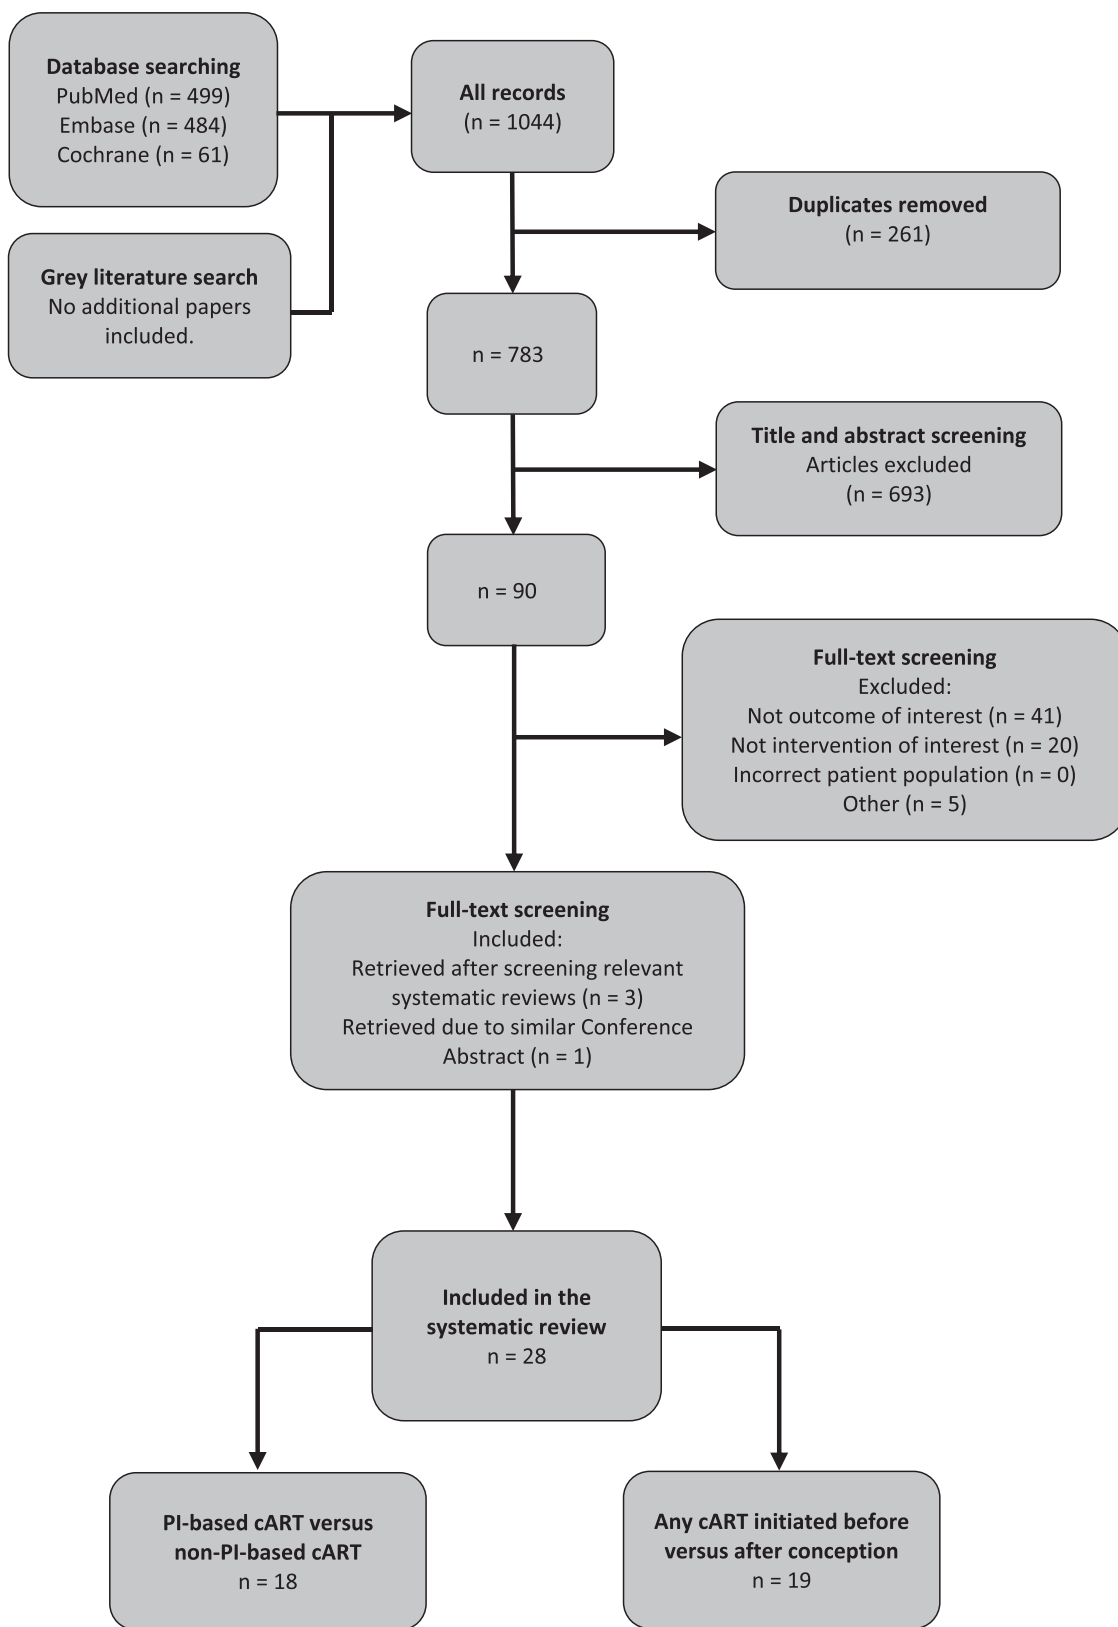 Database searching
PubMed (n = 499)
Embase (n = 484)
Cochrane (n = 61)
All records
(n = 1044)
Duplicates removed
(n = 261)
Grey literature search
No additional papers
included.
n = 783
Title and abstract screening
Articles excluded
(n = 693)
n = 90
Full-text screening
Excluded:
Not outcome of interest (n = 41)
Not intervention of interest (n = 20)
Incorrect patient population (n = 0)
Other (n = 5)
Full-text screening
Included:
Retrieved after screening relevant
systematic reviews (n = 3)
Retrieved due to similar Conference
Abstract (n = 1)
Included in the
systematic review
n = 28
PI-based cART versus
non-PI-based cART
n = 18
Any cART initiated before
versus after conception
n = 19